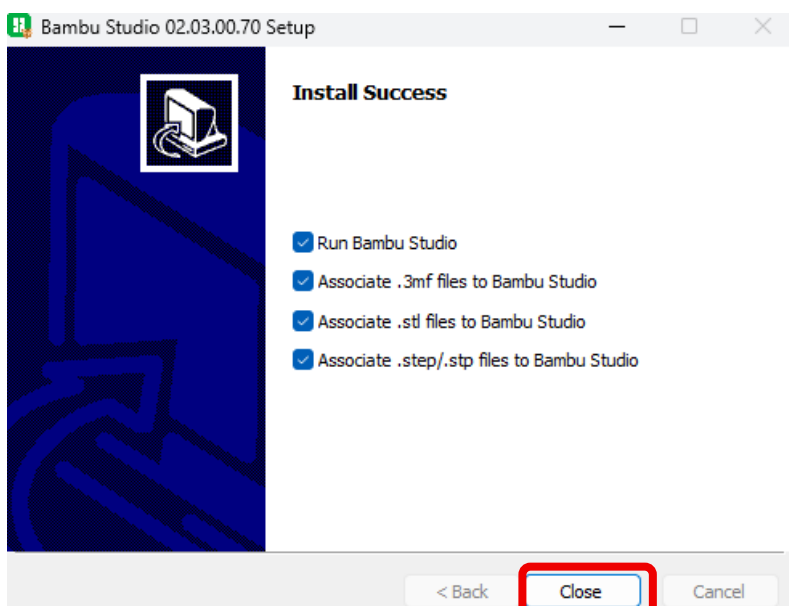 Bambu Studio 02.03.00.70 Setup
Install Success
Run Bambu Studio
Associate .3mf files to Bambu Studio
Associate .stl files to Bambu Studio
Associate .step/.stp files to Bambu Studio
< Back Close Cancel